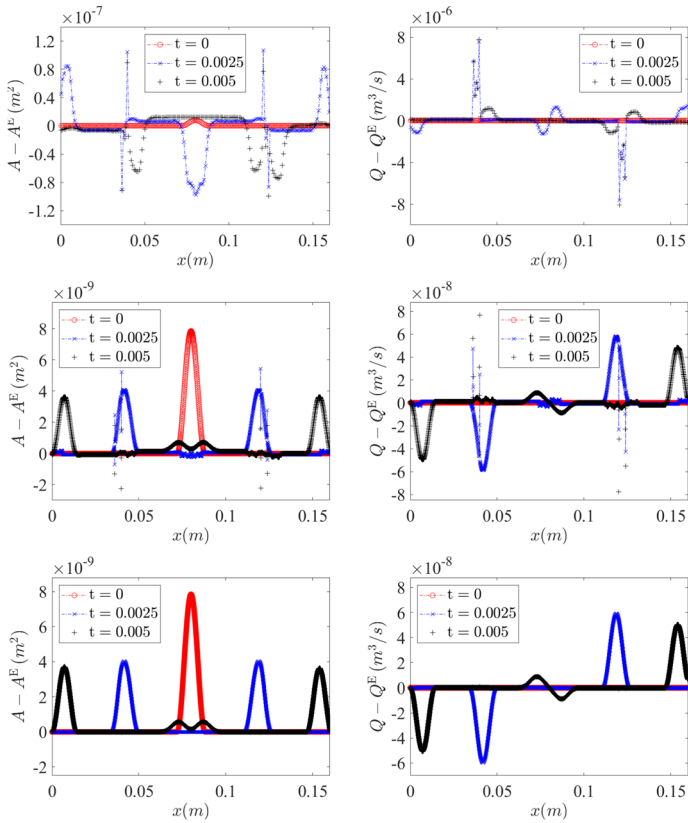 ×10⁻⁷
A − Aᴱ (m²)
1.2
0.8
0.4
0
-0.4
-0.8
-1.2
t = 0
t = 0.0025
t = 0.005
0
0.05
0.1
0.15
x(m)
×10⁻⁶
Q − Qᴱ (m³/s)
8
4
0
-4
-8
t = 0
t = 0.0025
t = 0.005
0
0.05
0.1
0.15
x(m)
×10⁻⁹
A − Aᴱ (m²)
8
6
4
2
0
-2
t = 0
t = 0.0025
t = 0.005
0
0.05
0.1
0.15
x(m)
×10⁻⁸
Q − Qᴱ (m³/s)
8
6
4
2
0
-2
-4
-6
-8
t = 0
t = 0.0025
t = 0.005
0
0.05
0.1
0.15
x(m)
×10⁻⁹
A − Aᴱ (m²)
8
6
4
2
0
-2
t = 0
t = 0.0025
t = 0.005
0
0.05
0.1
0.15
x(m)
×10⁻⁸
Q − Qᴱ (m³/s)
8
6
4
2
0
-2
-4
-6
t = 0
t = 0.0025
t = 0.005
0
0.05
0.1
0.15
x(m)